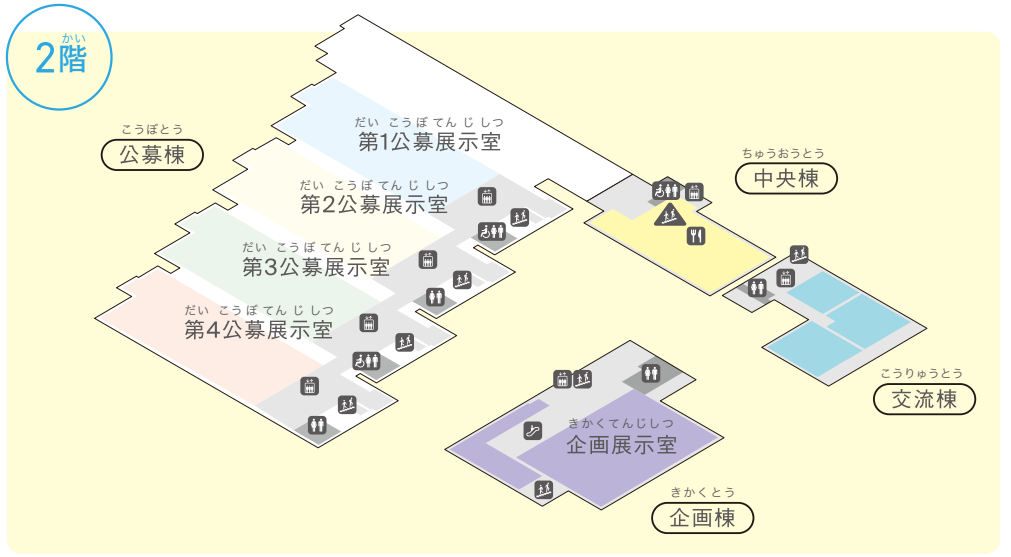 かい
2階
こうぼとう
公募棟
だい こうぼ てん じ しつ
第1公募展示室
だい こうぼ てん じ しつ
第2公募展示室
だい こうぼ てん じ しつ
第3公募展示室
だい こうぼ てん じ しつ
第4公募展示室
ちゅうおうとう
中央棟
こうりゅうとう
交流棟
きかくてんじしつ
企画展示室
きかくとう
企画棟